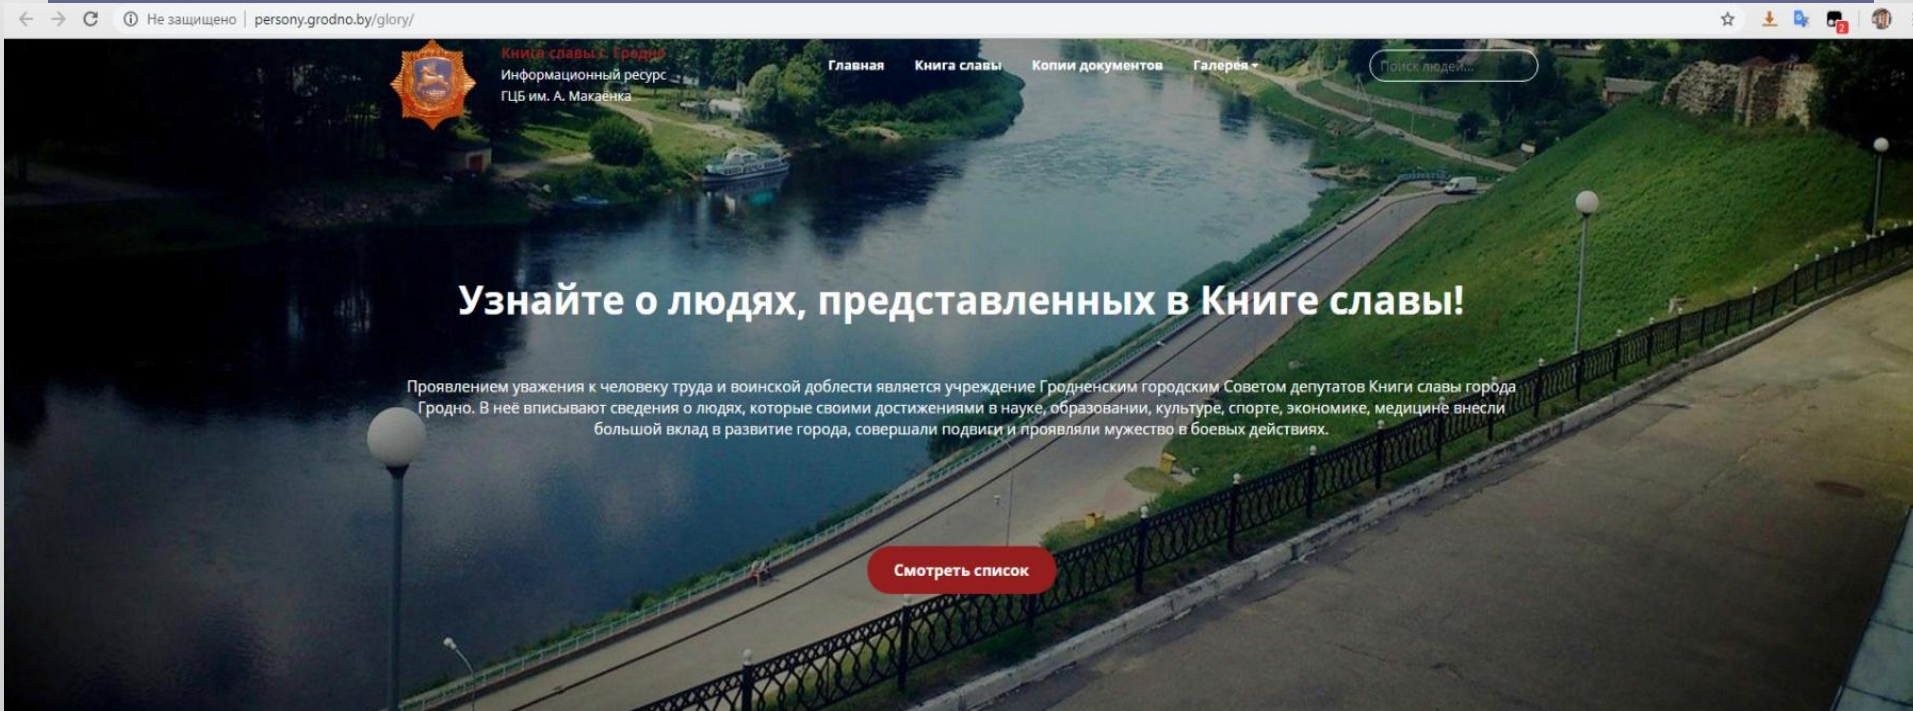 Не защищено
persony.grodno.by/glory/
2
Книга славы г. Гродно
Информационный ресурс
ГЦБ им. А. Макаёнка
Главная
Книга славы
Копии документов
Галерея
Поиск людей...
Узнайте о людях, представленных в Книге славы!
Проявлением уважения к человеку труда и воинской доблести является учреждение Гродненским городским Советом депутатов Книги славы города
Гродно. В неё вписывают сведения о людях, которые своими достижениями в науке, образовании, культуре, спорте, экономике, медицине внесли
большой вклад в развитие города, совершали подвиги и проявляли мужество в боевых действиях.
Смотреть список